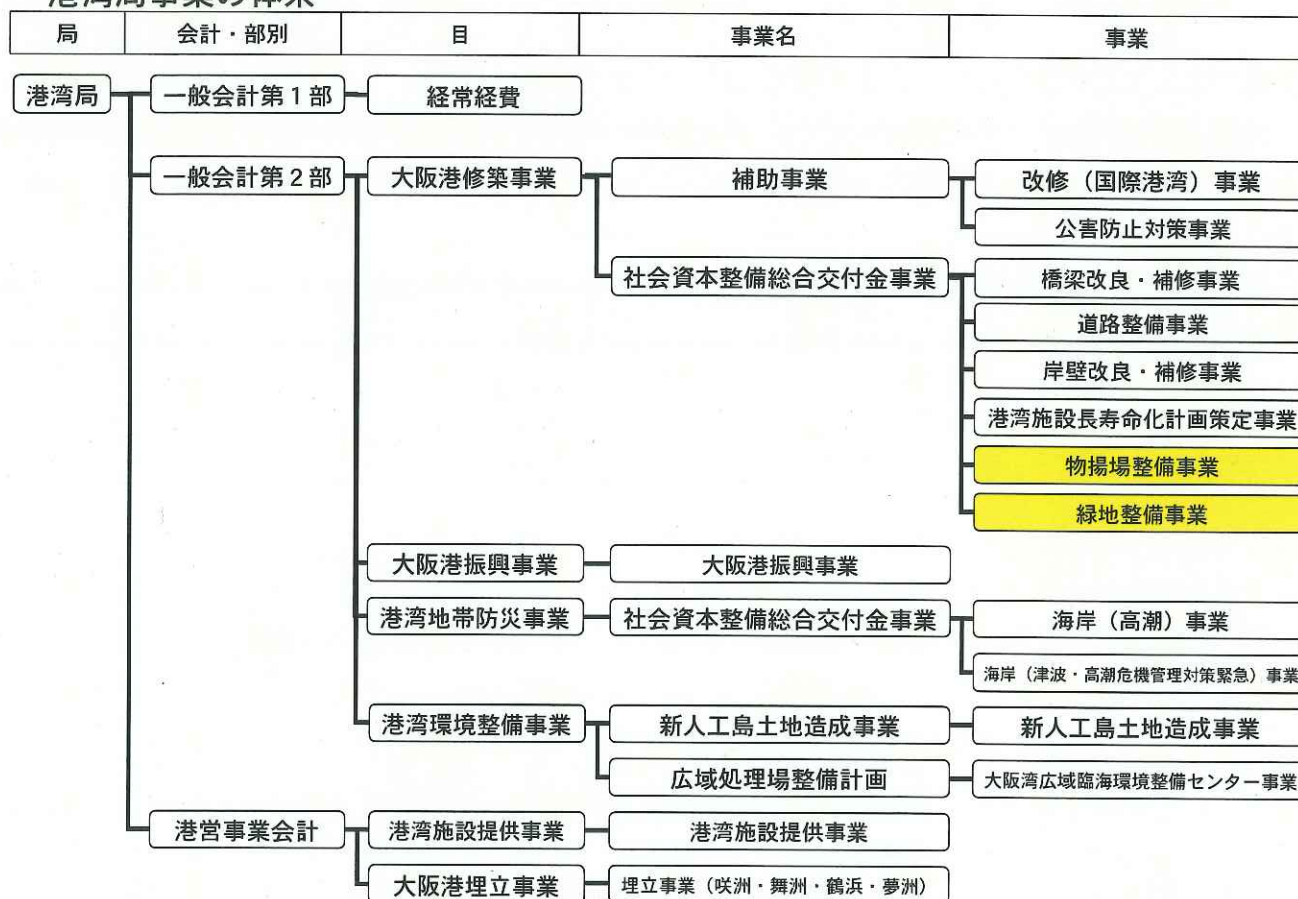 港湾局事業の体系
局 会計・部別 目 事業名 事業
港湾局 一般会計第1部 経常経費
一般会計第2部 大阪港修築事業 補助事業 改修（国際港湾）事業
公害防止対策事業
社会資本整備総合交付金事業 橋梁改良・補修事業
道路整備事業
岸壁改良・補修事業
港湾施設長寿命化計画策定事業
物揚場整備事業
緑地整備事業
大阪港振興事業 大阪港振興事業
港湾地帯防災事業 社会資本整備総合交付金事業 海岸（高潮）事業
海岸（津波・高潮危機管理対策緊急）事業
港湾環境整備事業 新人工島土地造成事業 新人工島土地造成事業
広域処理場整備計画 大阪湾広域臨海環境整備センター事業
港営事業会計 港湾施設提供事業 港湾施設提供事業
大阪港埋立事業 埋立事業（咲洲・舞洲・鶴浜・夢洲）